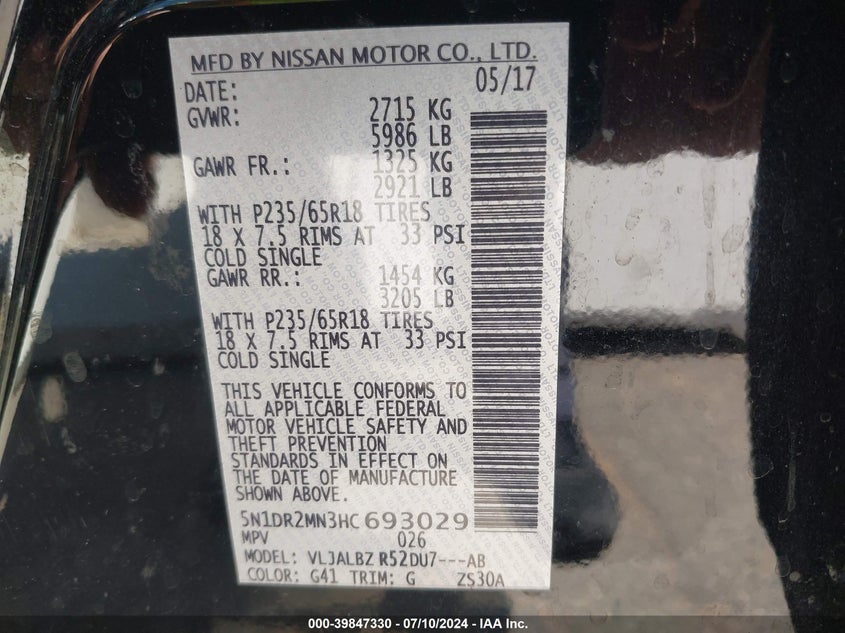 MFD BY NISSAN MOTOR CO., LTD.
DATE: 05/17
GVWR: 2715 KG
5986 LB
GAWR FR.: 1325 KG
2921 LB
WITH P235/65R18 TIRES
18 X 7.5 RIMS AT 33 PSI
COLD SINGLE
GAWR RR.: 1454 KG
3205 LB
WITH P235/65R18 TIRES
18 X 7.5 RIMS AT 33 PSI
COLD SINGLE
THIS VEHICLE CONFORMS TO
ALL APPLICABLE FEDERAL
MOTOR VEHICLE SAFETY AND
THEFT PREVENTION
STANDARDS IN EFFECT ON
THE DATE OF MANUFACTURE
SHOWN ABOVE.
5N1DR2MN3HC693029
MPV 026
MODEL: VLJALBZ R52DU7---AB
COLOR: G41 TRIM: G ZS30A
000-39847330 - 07/10/2024 - IAA Inc.